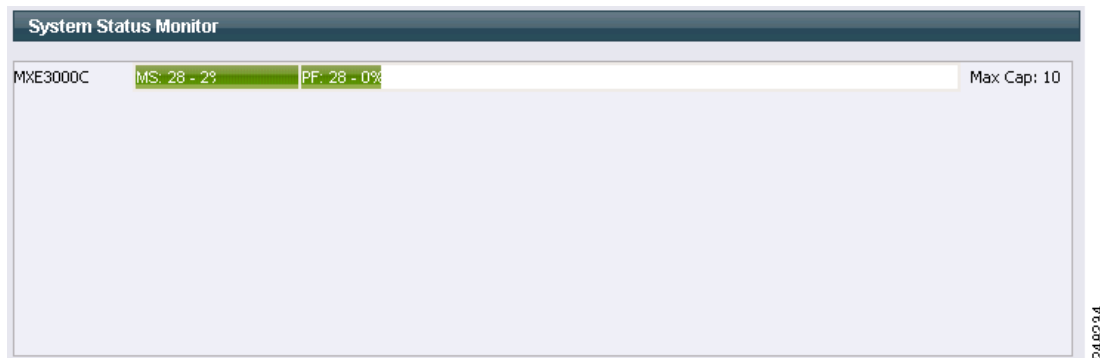 System Status Monitor
MXE3000C MS: 28 - 2% PF: 28 - 0% Max Cap: 10